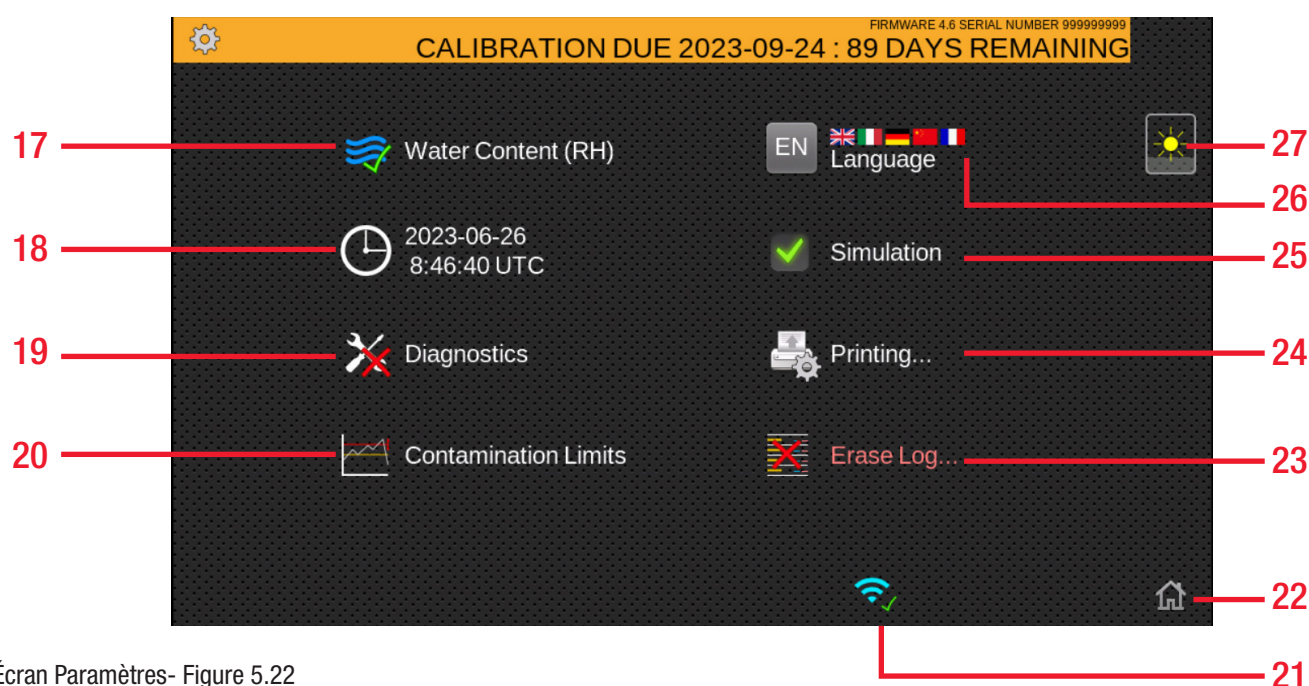 FIRMWARE 4.6 SERIAL NUMBER 999999999
CALIBRATION DUE 2023-09-24 : 89 DAYS REMAINING
17
Water Content (RH)
EN
Language
27
26
18
2023-06-26
8:46:40 UTC
Simulation
25
19
Diagnostics
Printing...
24
20
Contamination Limits
Erase Log...
23
22
21
Écran Paramètres- Figure 5.22